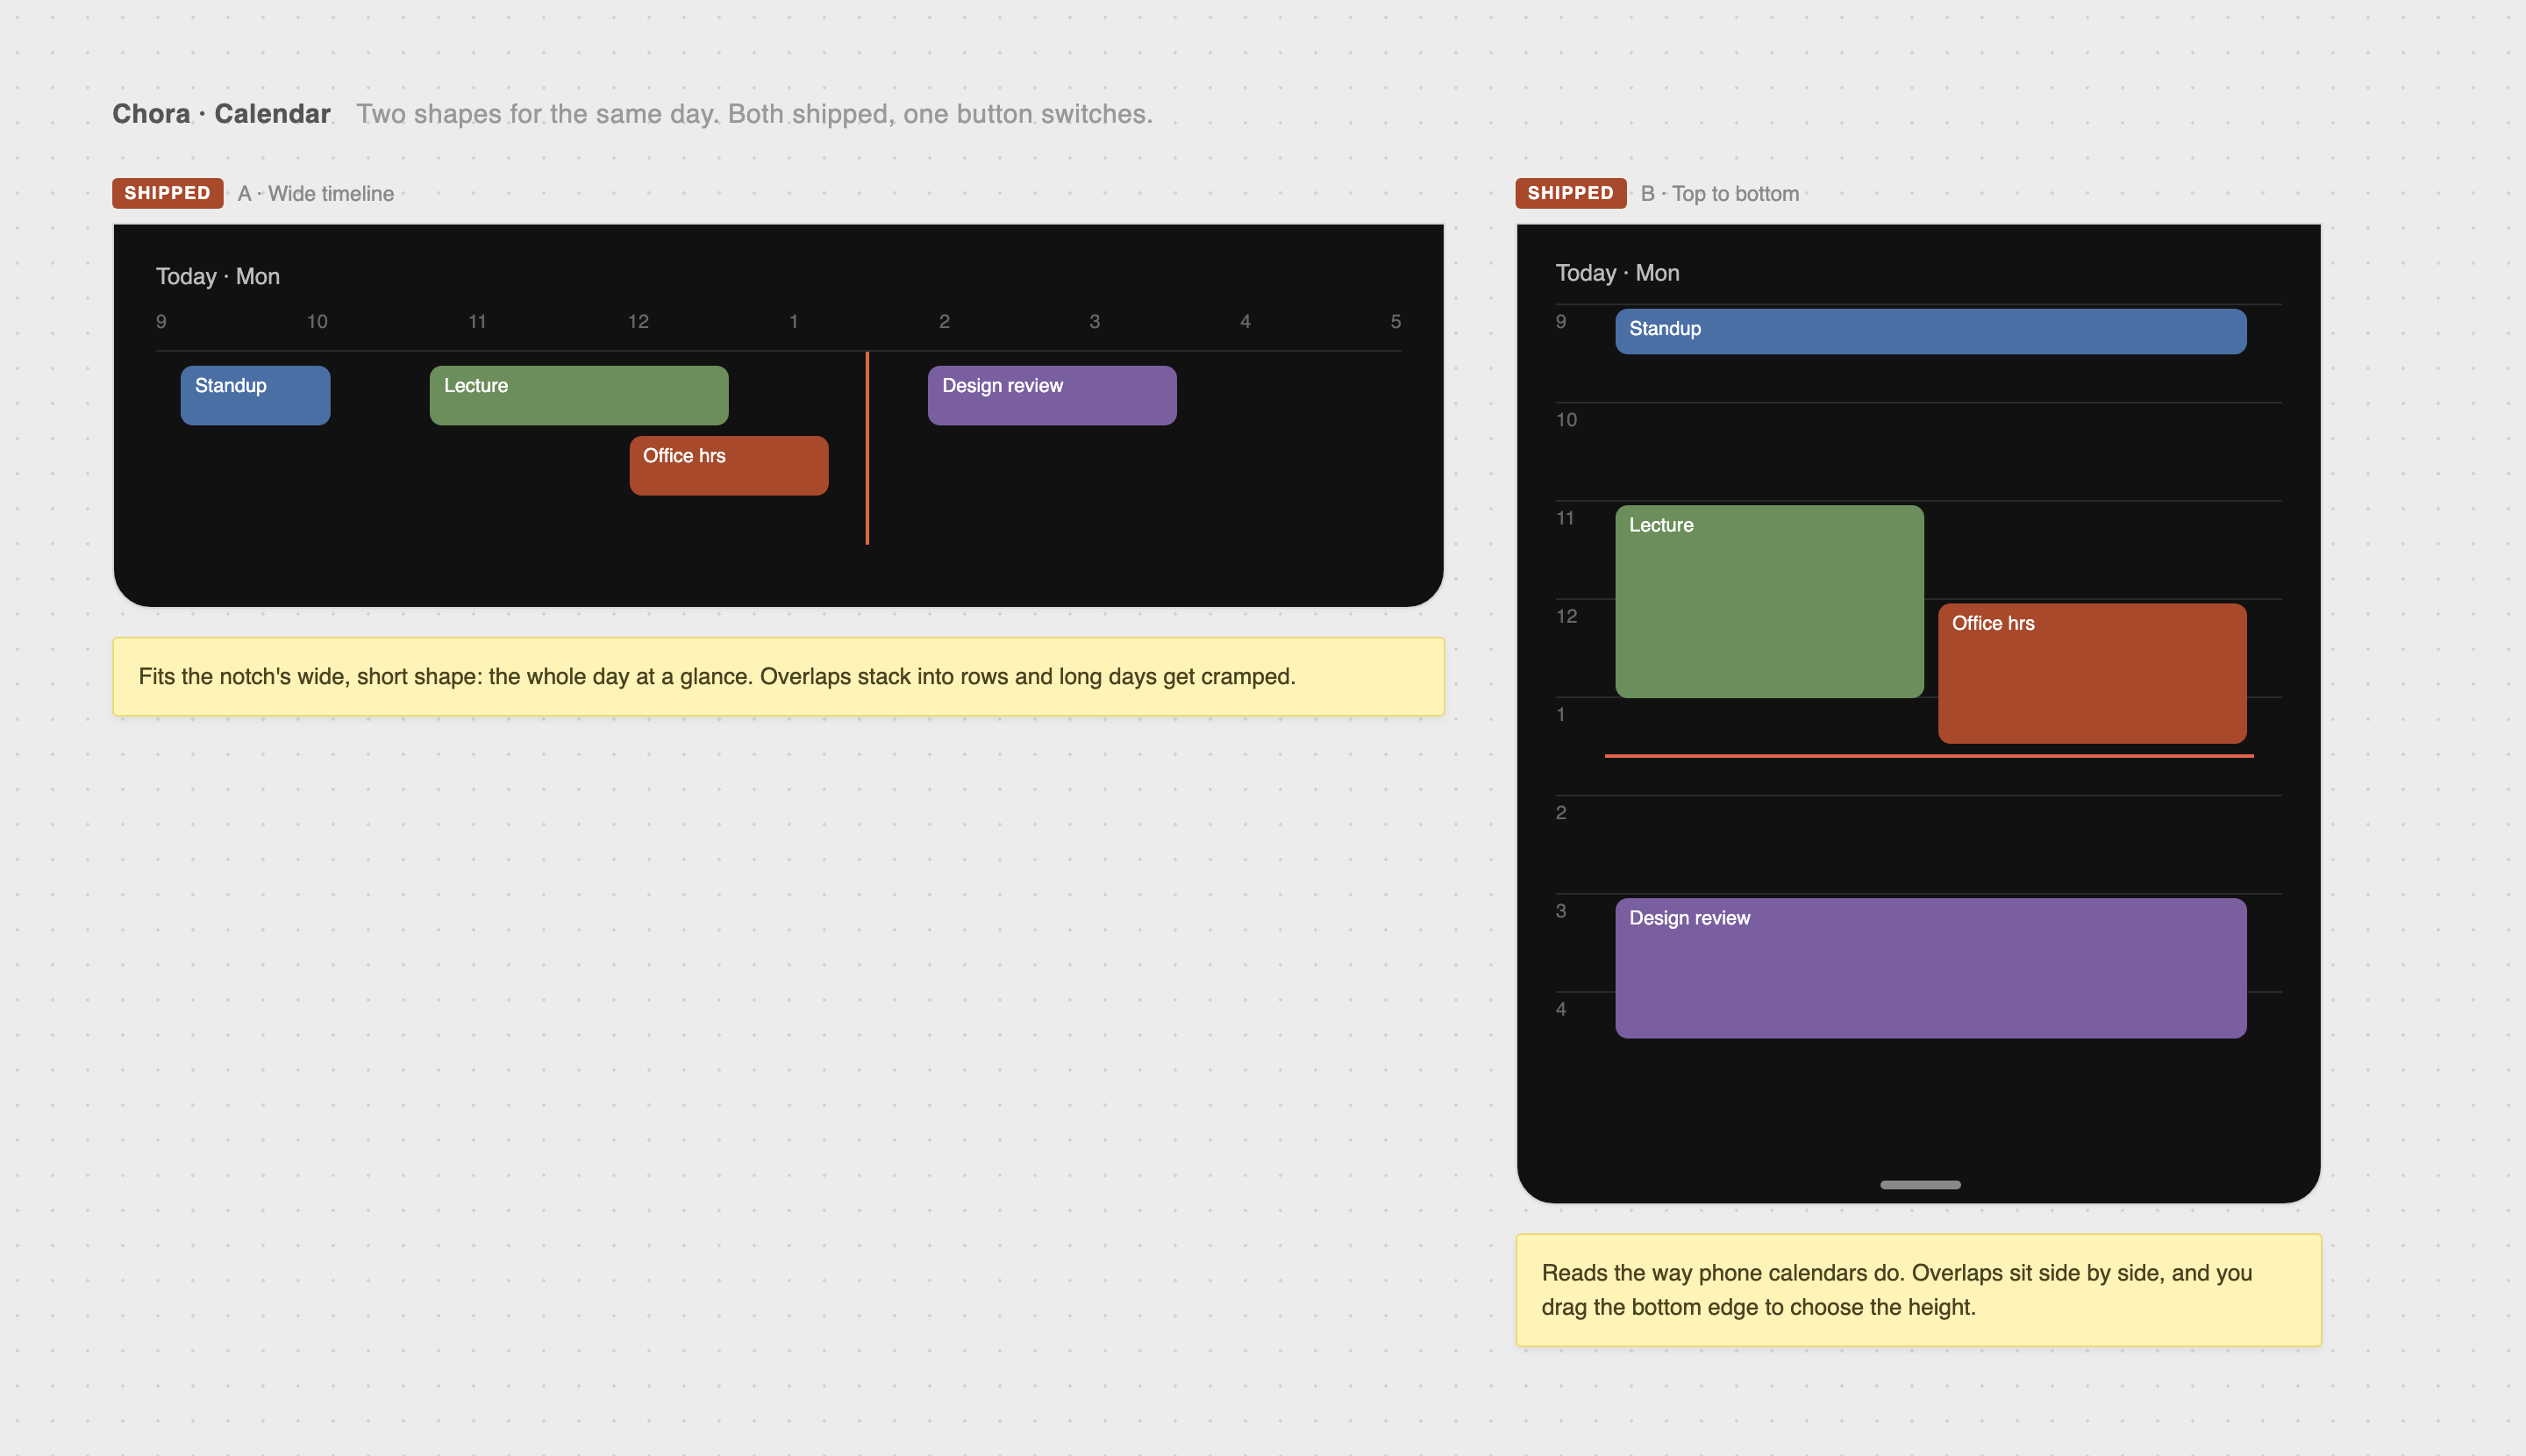 Chora · Calendar Two shapes for the same day. Both shipped, one button switches.
SHIPPED A · Wide timeline
Today · Mon
9 10 11 12 1 2 3 4 5
Standup Lecture Design review
Office hrs
Fits the notch's wide, short shape: the whole day at a glance. Overlaps stack into rows and long days get cramped.
SHIPPED B · Top to bottom
Today · Mon
9 Standup
10
11 Lecture
12 Office hrs
1
2
3 Design review
4
Reads the way phone calendars do. Overlaps sit side by side, and you
drag the bottom edge to choose the height.